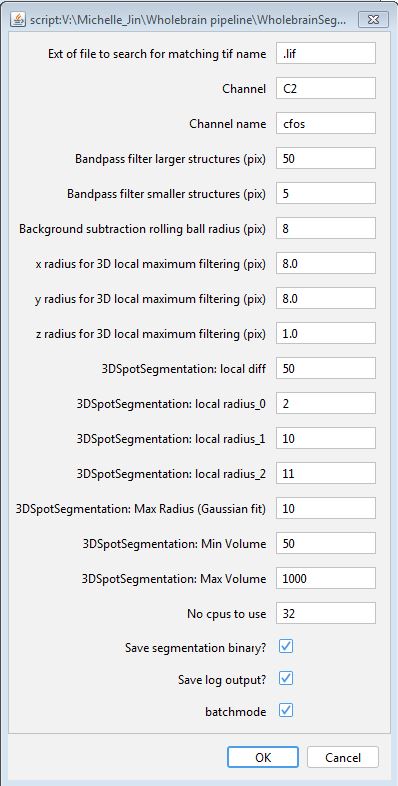 script:V:\Michelle_Jin\Wholebrain pipeline\WholebrainSeg...
Ext of file to search for matching tif name .lif
Channel C2
Channel name cfos
Bandpass filter larger structures (pix) 50
Bandpass filter smaller structures (pix) 5
Background subtraction rolling ball radius (pix) 8
x radius for 3D local maximum filtering (pix) 8.0
y radius for 3D local maximum filtering (pix) 8.0
z radius for 3D local maximum filtering (pix) 1.0
3DSpotSegmentation: local diff 50
3DSpotSegmentation: local radius_0 2
3DSpotSegmentation: local radius_1 10
3DSpotSegmentation: local radius_2 11
3DSpotSegmentation: Max Radius (Gaussian fit) 10
3DSpotSegmentation: Min Volume 50
3DSpotSegmentation: Max Volume 1000
No cpus to use 32
Save segmentation binary?
Save log output?
batchmode
OK Cancel